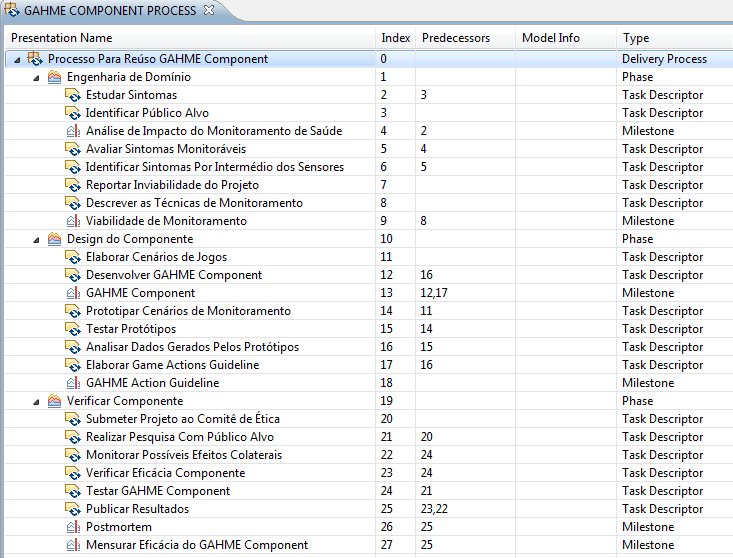 GAHME COMPONENT PROCESS
Presentation Name Index Predecessors Model Info Type
Processo Para Reúso GAHME Component 0 Delivery Process
Engenharia de Domínio 1 Phase
Estudar Sintomas 2 3 Task Descriptor
Identificar Público Alvo 3 Task Descriptor
Análise de Impacto do Monitoramento de Saúde 4 2 Milestone
Avaliar Sintomas Monitoráveis 5 4 Task Descriptor
Identificar Sintomas Por Intermédio dos Sensores 6 5 Task Descriptor
Reportar Inviabilidade do Projeto 7 Task Descriptor
Descrever as Técnicas de Monitoramento 8 Task Descriptor
Viabilidade de Monitoramento 9 8 Milestone
Design do Componente 10 Phase
Elaborar Cenários de Jogos 11 Task Descriptor
Desenvolver GAHME Component 12 16 Task Descriptor
GAHME Component 13 12,17 Milestone
Prototipar Cenários de Monitoramento 14 11 Task Descriptor
Testar Protótipos 15 14 Task Descriptor
Analisar Dados Gerados Pelos Protótipos 16 15 Task Descriptor
Elaborar Game Actions Guideline 17 16 Task Descriptor
GAHME Action Guideline 18 Milestone
Verificar Componente 19 Phase
Submeter Projeto ao Comitê de Ética 20 Task Descriptor
Realizar Pesquisa Com Público Alvo 21 20 Task Descriptor
Monitorar Possíveis Efeitos Colaterais 22 24 Task Descriptor
Verificar Eficácia Componente 23 24 Task Descriptor
Testar GAHME Component 24 21 Task Descriptor
Publicar Resultados 25 23,22 Task Descriptor
Postmortem 26 25 Milestone
Mensurar Eficácia do GAHME Component 27 25 Milestone